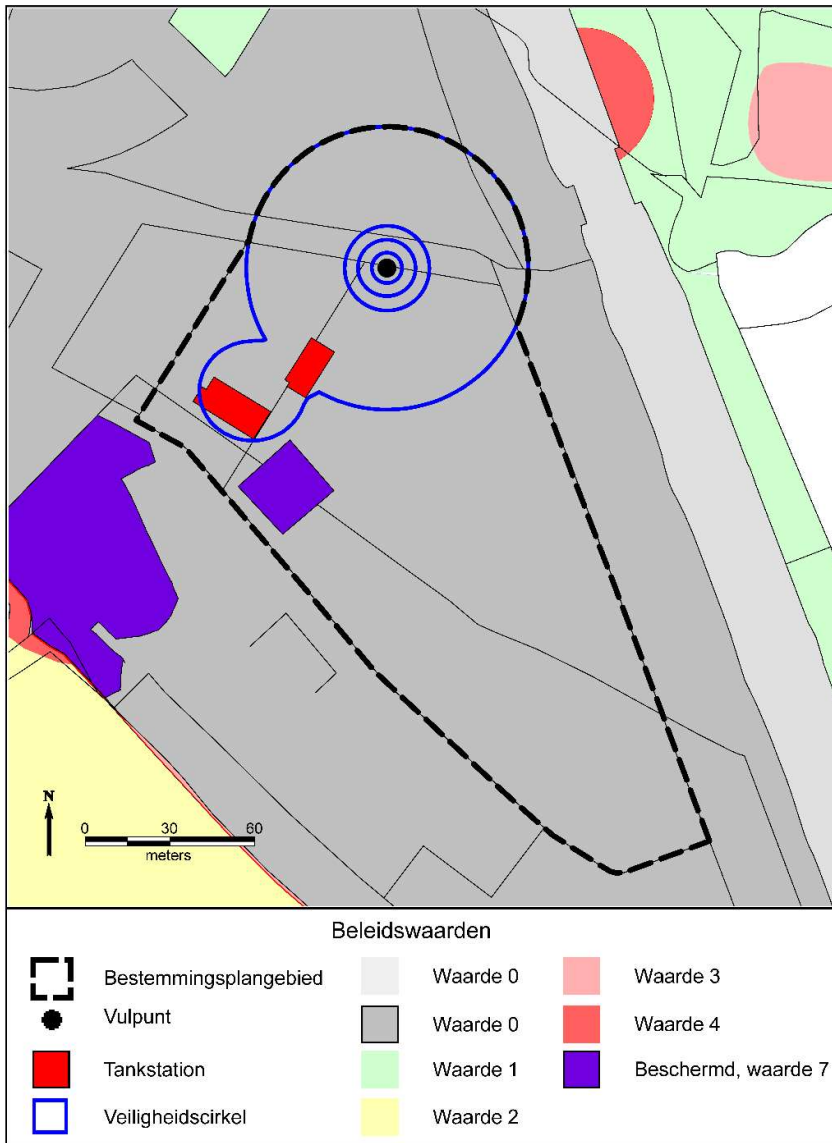 N
0 30 60
meters
Beleidswaarden
Bestemmingsplangebied
Vulpunt
Tankstation
Veiligheidscirkel
Waarde 0
Waarde 0
Waarde 1
Waarde 2
Waarde 3
Waarde 4
Beschermd, waarde 7